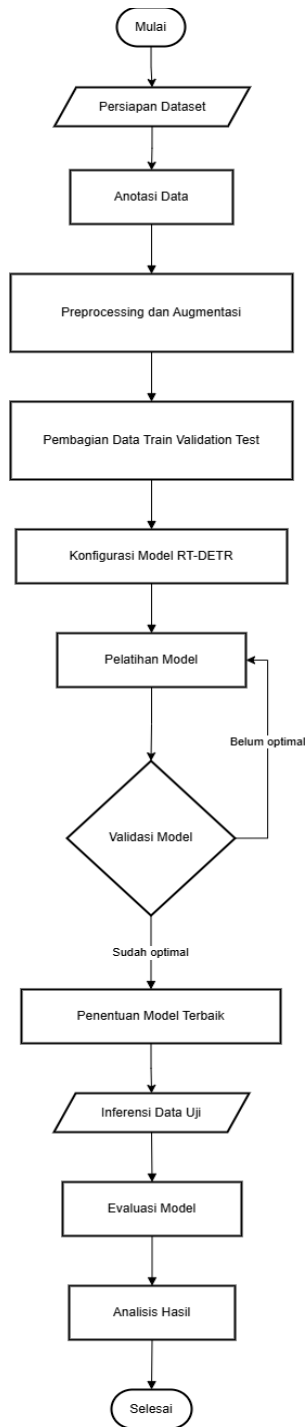 Mulai
Persiapan Dataset
Anotasi Data
Preprocessing dan Augmentasi
Pembagian Data Train Validation Test
Konfigurasi Model RT-DETR
Pelatihan Model
Belum optimal
Validasi Model
Sudah optimal
Penentuan Model Terbaik
Inferensi Data Uji
Evaluasi Model
Analisis Hasil
Selesai